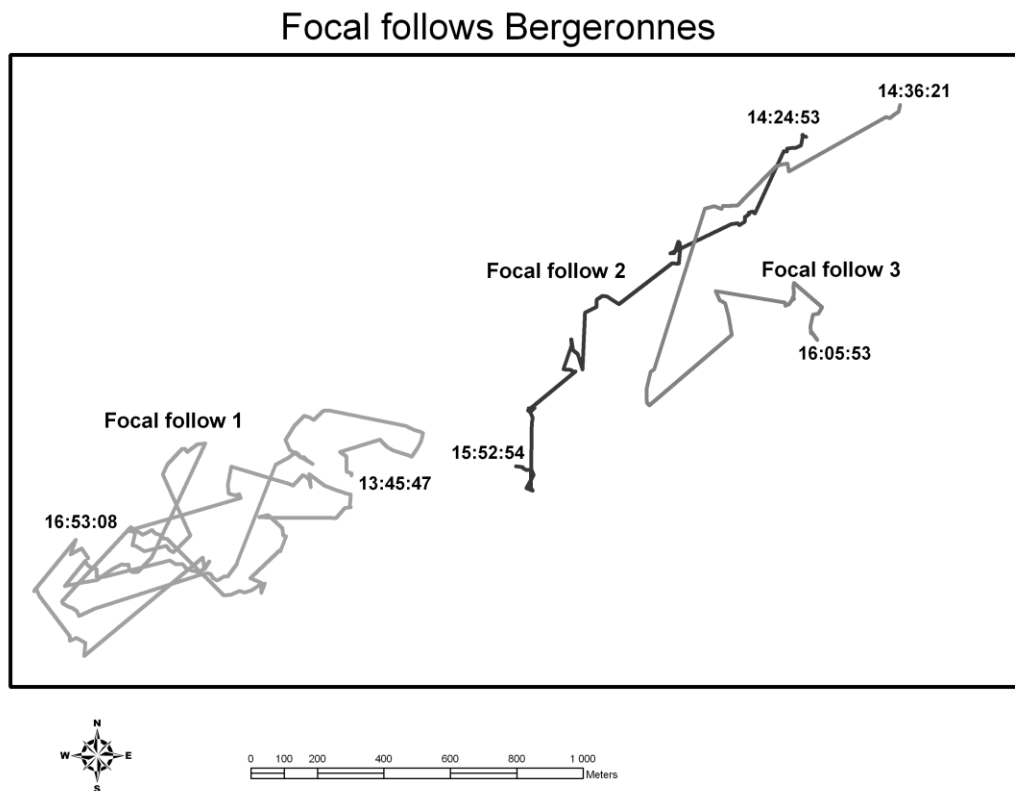 Focal follows Bergeronnes
14:36:21
14:24:53
Focal follow 2
Focal follow 3
16:05:53
Focal follow 1
15:52:54
13:45:47
16:53:08
N
W E
S
0 100 200 400 600 800 1 000
Meters